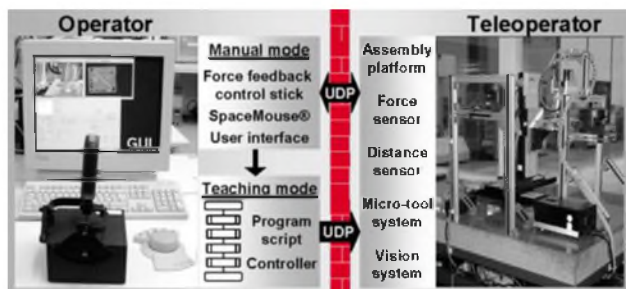 Operator
Manual mode
Force feedback
control stick
SpaceMouse®
User interface
Teaching mode
Program
script
Controller
GUI
UDP
UDP
Teleoperator
Assembly
platform
Force
sensor
Distance
sensor
Micro-tool
system
Vision
system